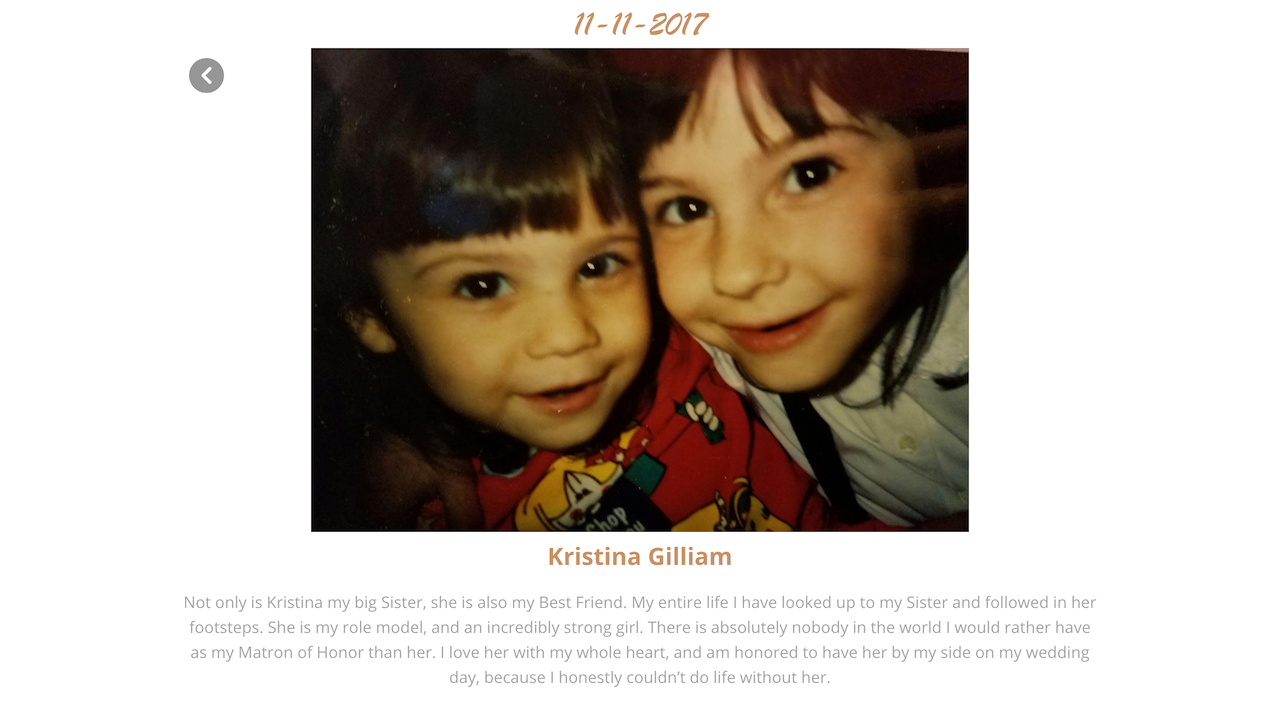 11-11-2017
Shop
Kristina Gilliam
Not only is Kristina my big Sister, she is also my Best Friend. My entire life I have looked up to my Sister and followed in her
footsteps. She is my role model, and an incredibly strong girl. There is absolutely nobody in the world I would rather have
as my Matron of Honor than her. I love her with my whole heart, and am honored to have her by my side on my wedding
day, because I honestly couldn’t do life without her.